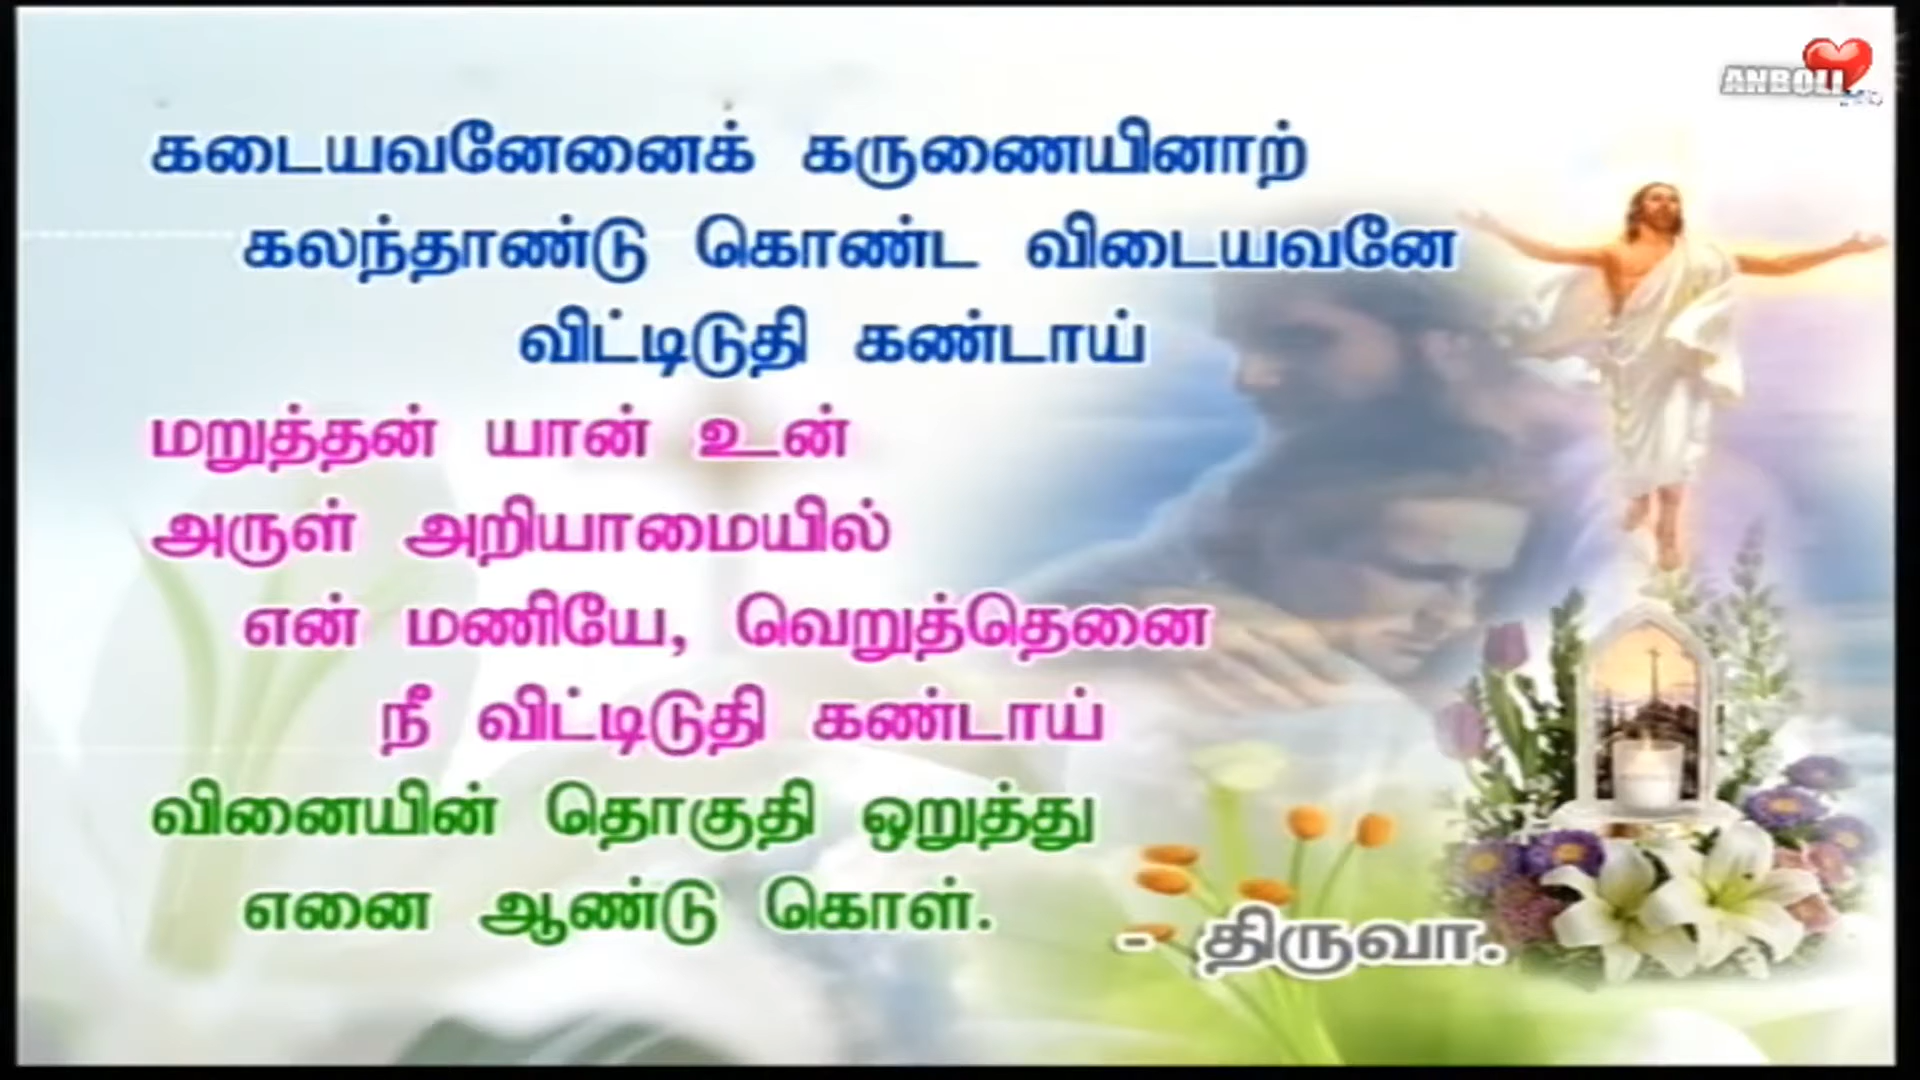 ANBOLI
கடையவனேனைக் கருணையினாற்
கலந்தாண்டு கொண்ட விடையவனே
விட்டிடுதி கண்டாய்
மறுத்தன் யான் உன்
அருள் அறியாமையில்
என் மணியே, வெறுத்தெனை
நீ விட்டிடுதி கண்டாய்
வினையின் தொகுதி ஒறுத்து
எனை ஆண்டு கொள்.
- திருவா.